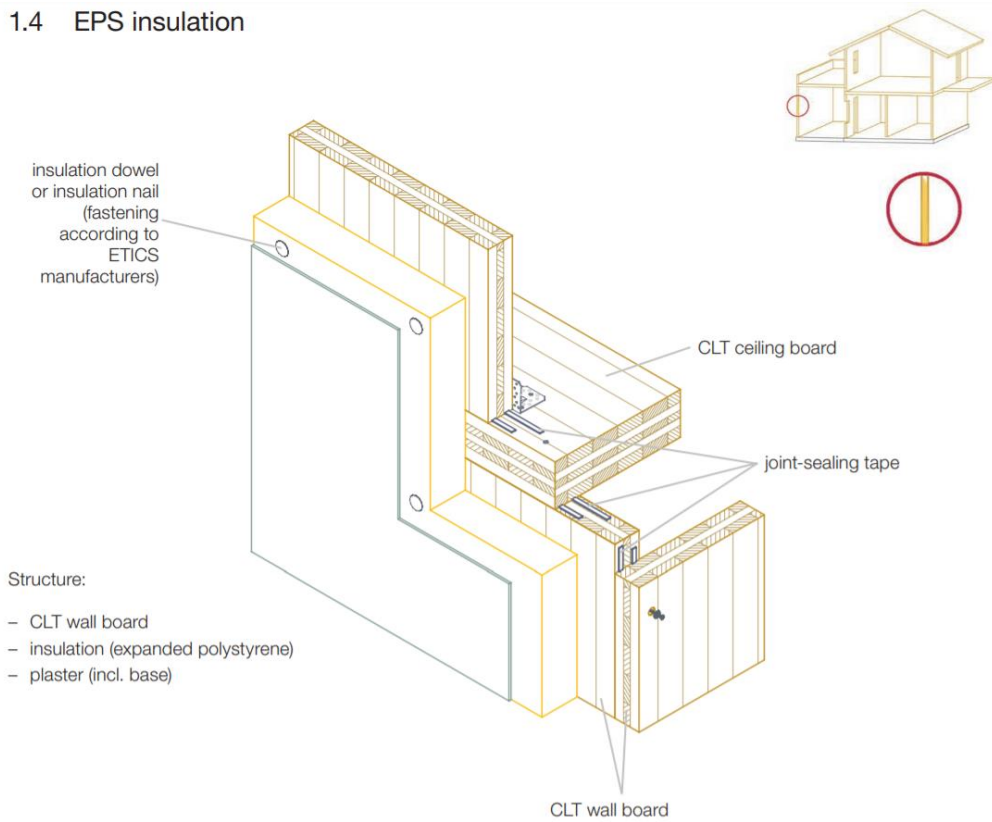 1.4 EPS insulation
insulation dowel
or insulation nail
(fastening
according to
ETICS
manufacturers)
CLT ceiling board
joint-sealing tape
Structure:
– CLT wall board
– insulation (expanded polystyrene)
– plaster (incl. base)
CLT wall board